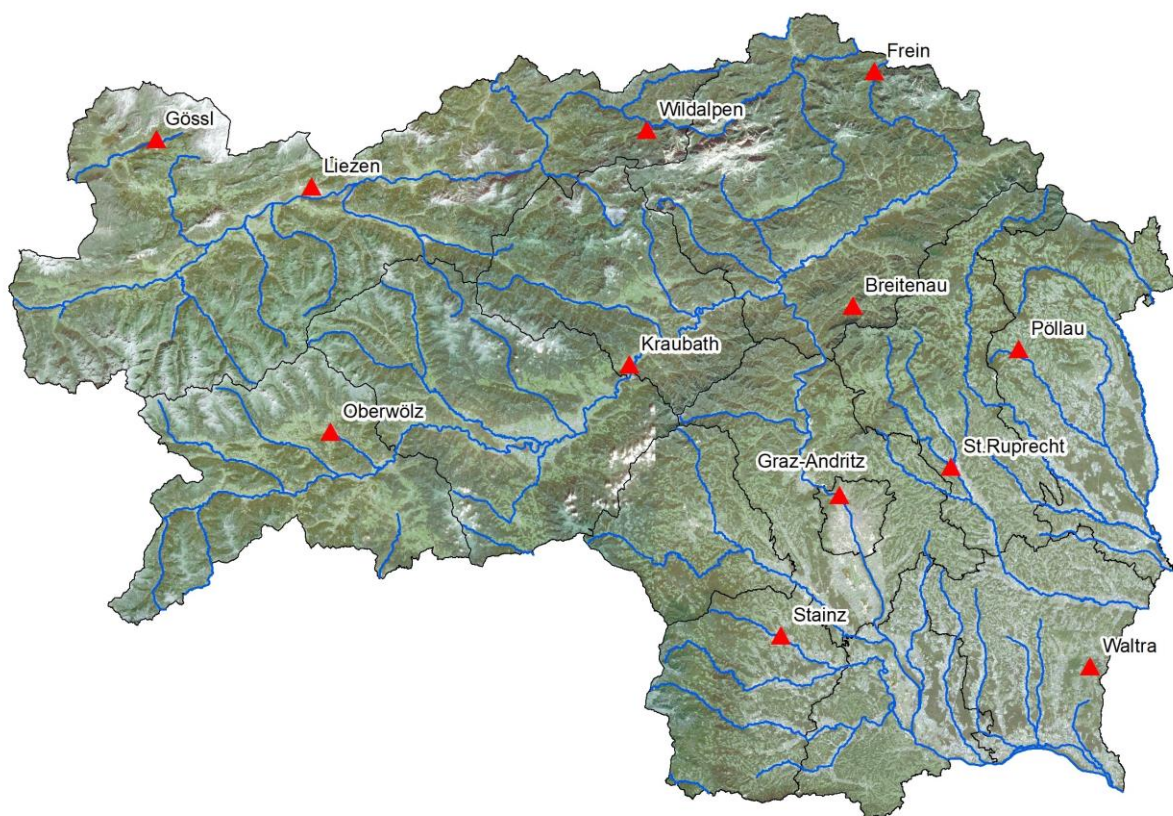 Frein
Gössl
Wildalpen
Liezen
Breitenau
Pöllau
Kraubath
Oberwölz
St.Ruprecht
Graz-Andritz
Stainz
Waltra